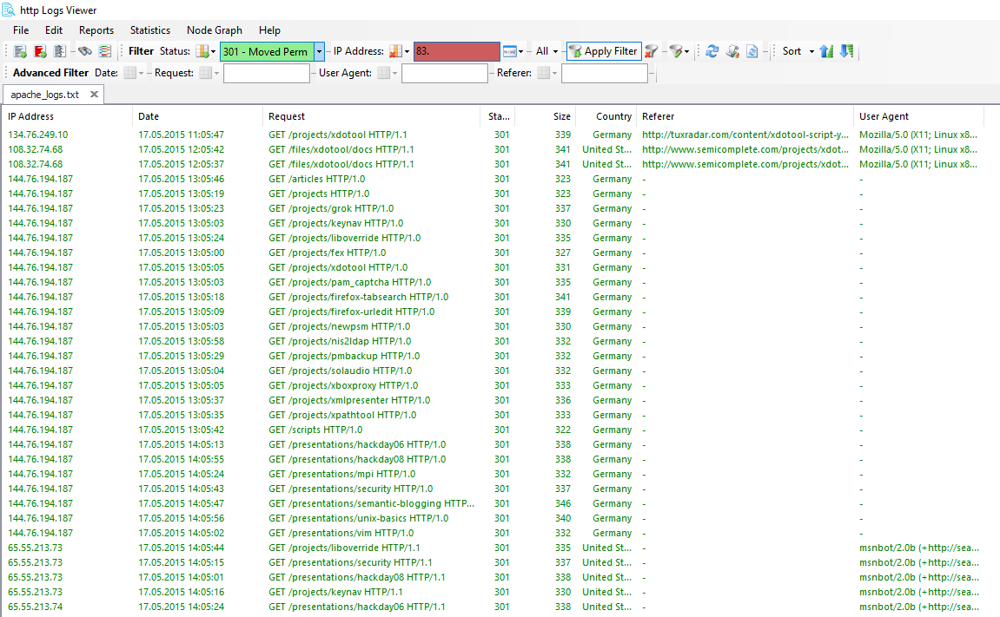 http Logs Viewer
File Edit Reports Statistics Node Graph Help
Filter Status: 301 - Moved Perm IP Address: 83. All Apply Filter Sort
Advanced Filter Date: Request: User Agent: Referer:
apache_logs.txt
IP Address Date Request Sta... Size Country Referer User Agent
134.76.249.10 17.05.2015 11:05:47 GET /projects/xdotool HTTP/1.1 301 339 Germany http://tuxradar.com/content/xdotool-script-y... Mozilla/5.0 (X11; Linux x8...
108.32.74.68 17.05.2015 12:05:42 GET /files/xdotool/docs HTTP/1.1 301 341 United St... http://www.semicomplete.com/projects/xdot... Mozilla/5.0 (X11; Linux x8...
108.32.74.68 17.05.2015 12:05:37 GET /files/xdotool/docs HTTP/1.1 301 341 United St... http://www.semicomplete.com/projects/xdot... Mozilla/5.0 (X11; Linux x8...
144.76.194.187 17.05.2015 13:05:46 GET /articles HTTP/1.0 301 323 Germany - -
144.76.194.187 17.05.2015 13:05:19 GET /projects HTTP/1.0 301 323 Germany - -
144.76.194.187 17.05.2015 13:05:23 GET /projects/grok HTTP/1.0 301 337 Germany - -
144.76.194.187 17.05.2015 13:05:03 GET /projects/keynav HTTP/1.0 301 330 Germany - -
144.76.194.187 17.05.2015 13:05:24 GET /projects/liboverride HTTP/1.0 301 335 Germany - -
144.76.194.187 17.05.2015 13:05:00 GET /projects/fex HTTP/1.0 301 327 Germany - -
144.76.194.187 17.05.2015 13:05:05 GET /projects/xdotool HTTP/1.0 301 331 Germany - -
144.76.194.187 17.05.2015 13:05:03 GET /projects/pam_captcha HTTP/1.0 301 335 Germany - -
144.76.194.187 17.05.2015 13:05:18 GET /projects/firefox-tabsearch HTTP/1.0 301 341 Germany - -
144.76.194.187 17.05.2015 13:05:09 GET /projects/firefox-urledit HTTP/1.0 301 339 Germany - -
144.76.194.187 17.05.2015 13:05:03 GET /projects/newpsm HTTP/1.0 301 330 Germany - -
144.76.194.187 17.05.2015 13:05:58 GET /projects/nis2ldap HTTP/1.0 301 332 Germany - -
144.76.194.187 17.05.2015 13:05:29 GET /projects/pmbackup HTTP/1.0 301 332 Germany - -
144.76.194.187 17.05.2015 13:05:04 GET /projects/solaudio HTTP/1.0 301 332 Germany - -
144.76.194.187 17.05.2015 13:05:05 GET /projects/xboxproxy HTTP/1.0 301 333 Germany - -
144.76.194.187 17.05.2015 13:05:37 GET /projects/xmlpresenter HTTP/1.0 301 336 Germany - -
144.76.194.187 17.05.2015 13:05:35 GET /projects/xpathtool HTTP/1.0 301 333 Germany - -
144.76.194.187 17.05.2015 13:05:42 GET /scripts HTTP/1.0 301 322 Germany - -
144.76.194.187 17.05.2015 14:05:13 GET /presentations/hackday06 HTTP/1.0 301 338 Germany - -
144.76.194.187 17.05.2015 14:05:55 GET /presentations/hackday08 HTTP/1.0 301 338 Germany - -
144.76.194.187 17.05.2015 14:05:24 GET /presentations/mpi HTTP/1.0 301 332 Germany - -
144.76.194.187 17.05.2015 14:05:43 GET /presentations/security HTTP/1.0 301 337 Germany - -
144.76.194.187 17.05.2015 14:05:47 GET /presentations/semantic-blogging HTTP... 301 346 Germany - -
144.76.194.187 17.05.2015 14:05:56 GET /presentations/unix-basics HTTP/1.0 301 340 Germany - -
144.76.194.187 17.05.2015 14:05:02 GET /presentations/vim HTTP/1.0 301 332 Germany - -
65.55.213.73 17.05.2015 14:05:44 GET /projects/liboverride HTTP/1.1 301 335 United St... - msnbot/2.0b (+http://sea...
65.55.213.73 17.05.2015 14:05:15 GET /presentations/security HTTP/1.1 301 337 United St... - msnbot/2.0b (+http://sea...
65.55.213.73 17.05.2015 14:05:01 GET /presentations/hackday08 HTTP/1.1 301 338 United St... - msnbot/2.0b (+http://sea...
65.55.213.73 17.05.2015 14:05:16 GET /projects/keynav HTTP/1.1 301 330 United St... - msnbot/2.0b (+http://sea...
65.55.213.74 17.05.2015 14:05:24 GET /presentations/hackday06 HTTP/1.1 301 338 United St... - msnbot/2.0b (+http://sea...